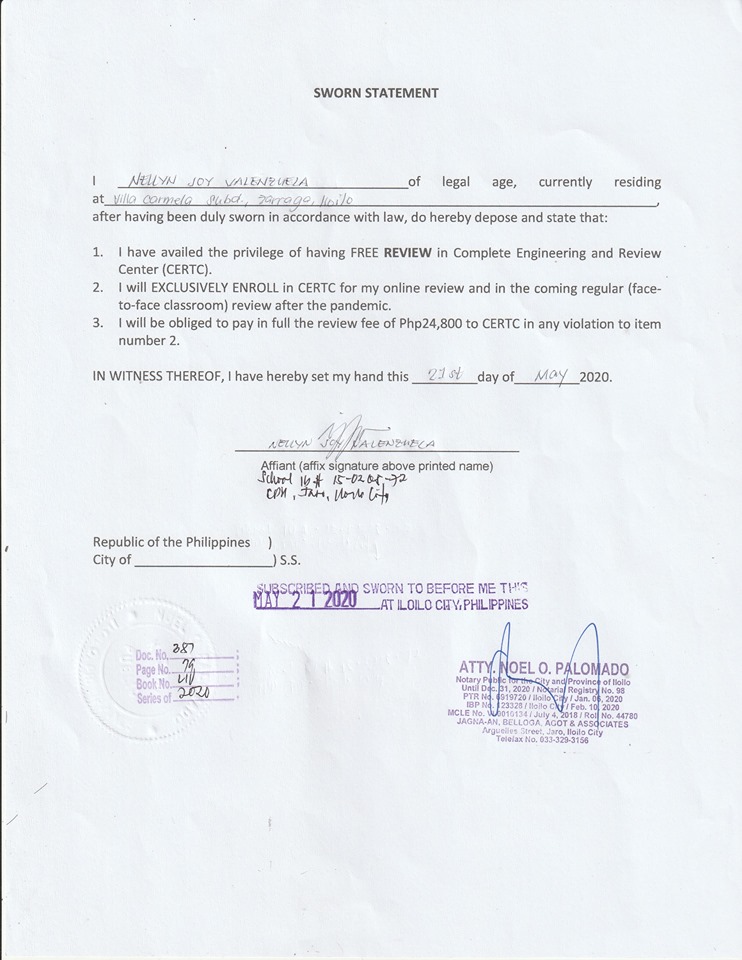 SWORN STATEMENT
I NELLYN JOY VALENZUELA of legal age, currently residing
at Villa Carmela Subd., Zarraga, Iloilo,
after having been duly sworn in accordance with law, do hereby depose and state that:
1. I have availed the privilege of having FREE REVIEW in Complete Engineering and Review
Center (CERTC).
2. I will EXCLUSIVELY ENROLL in CERTC for my online review and in the coming regular (face-
to-face classroom) review after the pandemic.
3. I will be obliged to pay in full the review fee of Php24,800 to CERTC in any violation to item
number 2.
IN WITNESS THEREOF, I have hereby set my hand this 21st day of May 2020.
NELLYN JOY VALENZUELA
Affiant (affix signature above printed name)
School ID#
Jaro, Iloilo City
Republic of the Philippines )
City of ) S.S.
SUBSCRIBED AND SWORN TO BEFORE ME THIS
MAY 21 2020 AT ILOILO CITY, PHILIPPINES
Doc. No. 387
Page No. 79
Book No. LIV
Series of 2020
ATTY. NOEL O. PALOMADO
Notary Public for the City and Province of Iloilo
Until Dec. 31, 2020 / Notarial Registry No. 98
PTR No. 6919720 / Iloilo City / Jan. 06, 2020
IBP No. 123328 / Iloilo City / Feb. 10, 2020
MCLE No. / July 4, 2018 / Roll No. 44780
JAGNA-AN, BELLOGA, AGOT & ASSOCIATES
Arguelles Street, Jaro, Iloilo City
Telefax No. 033-329-3156